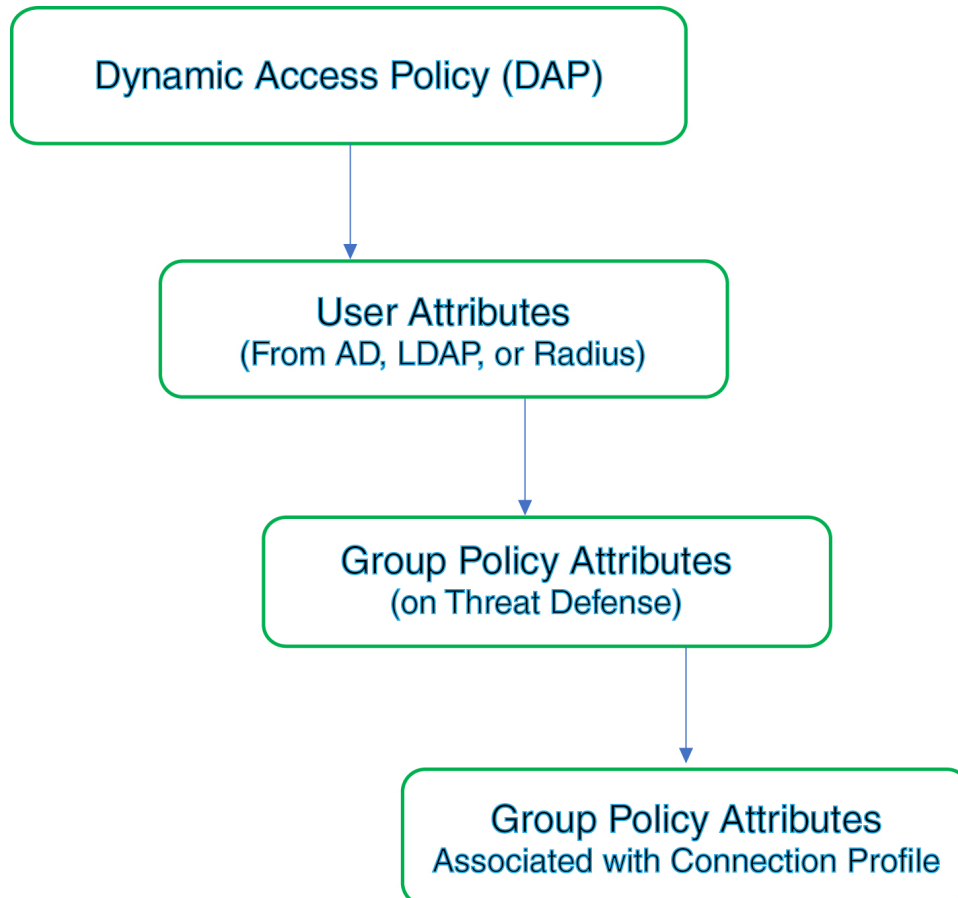 Dynamic Access Policy (DAP)
User Attributes
(From AD, LDAP, or Radius)
Group Policy Attributes
(on Threat Defense)
Group Policy Attributes
Associated with Connection Profile